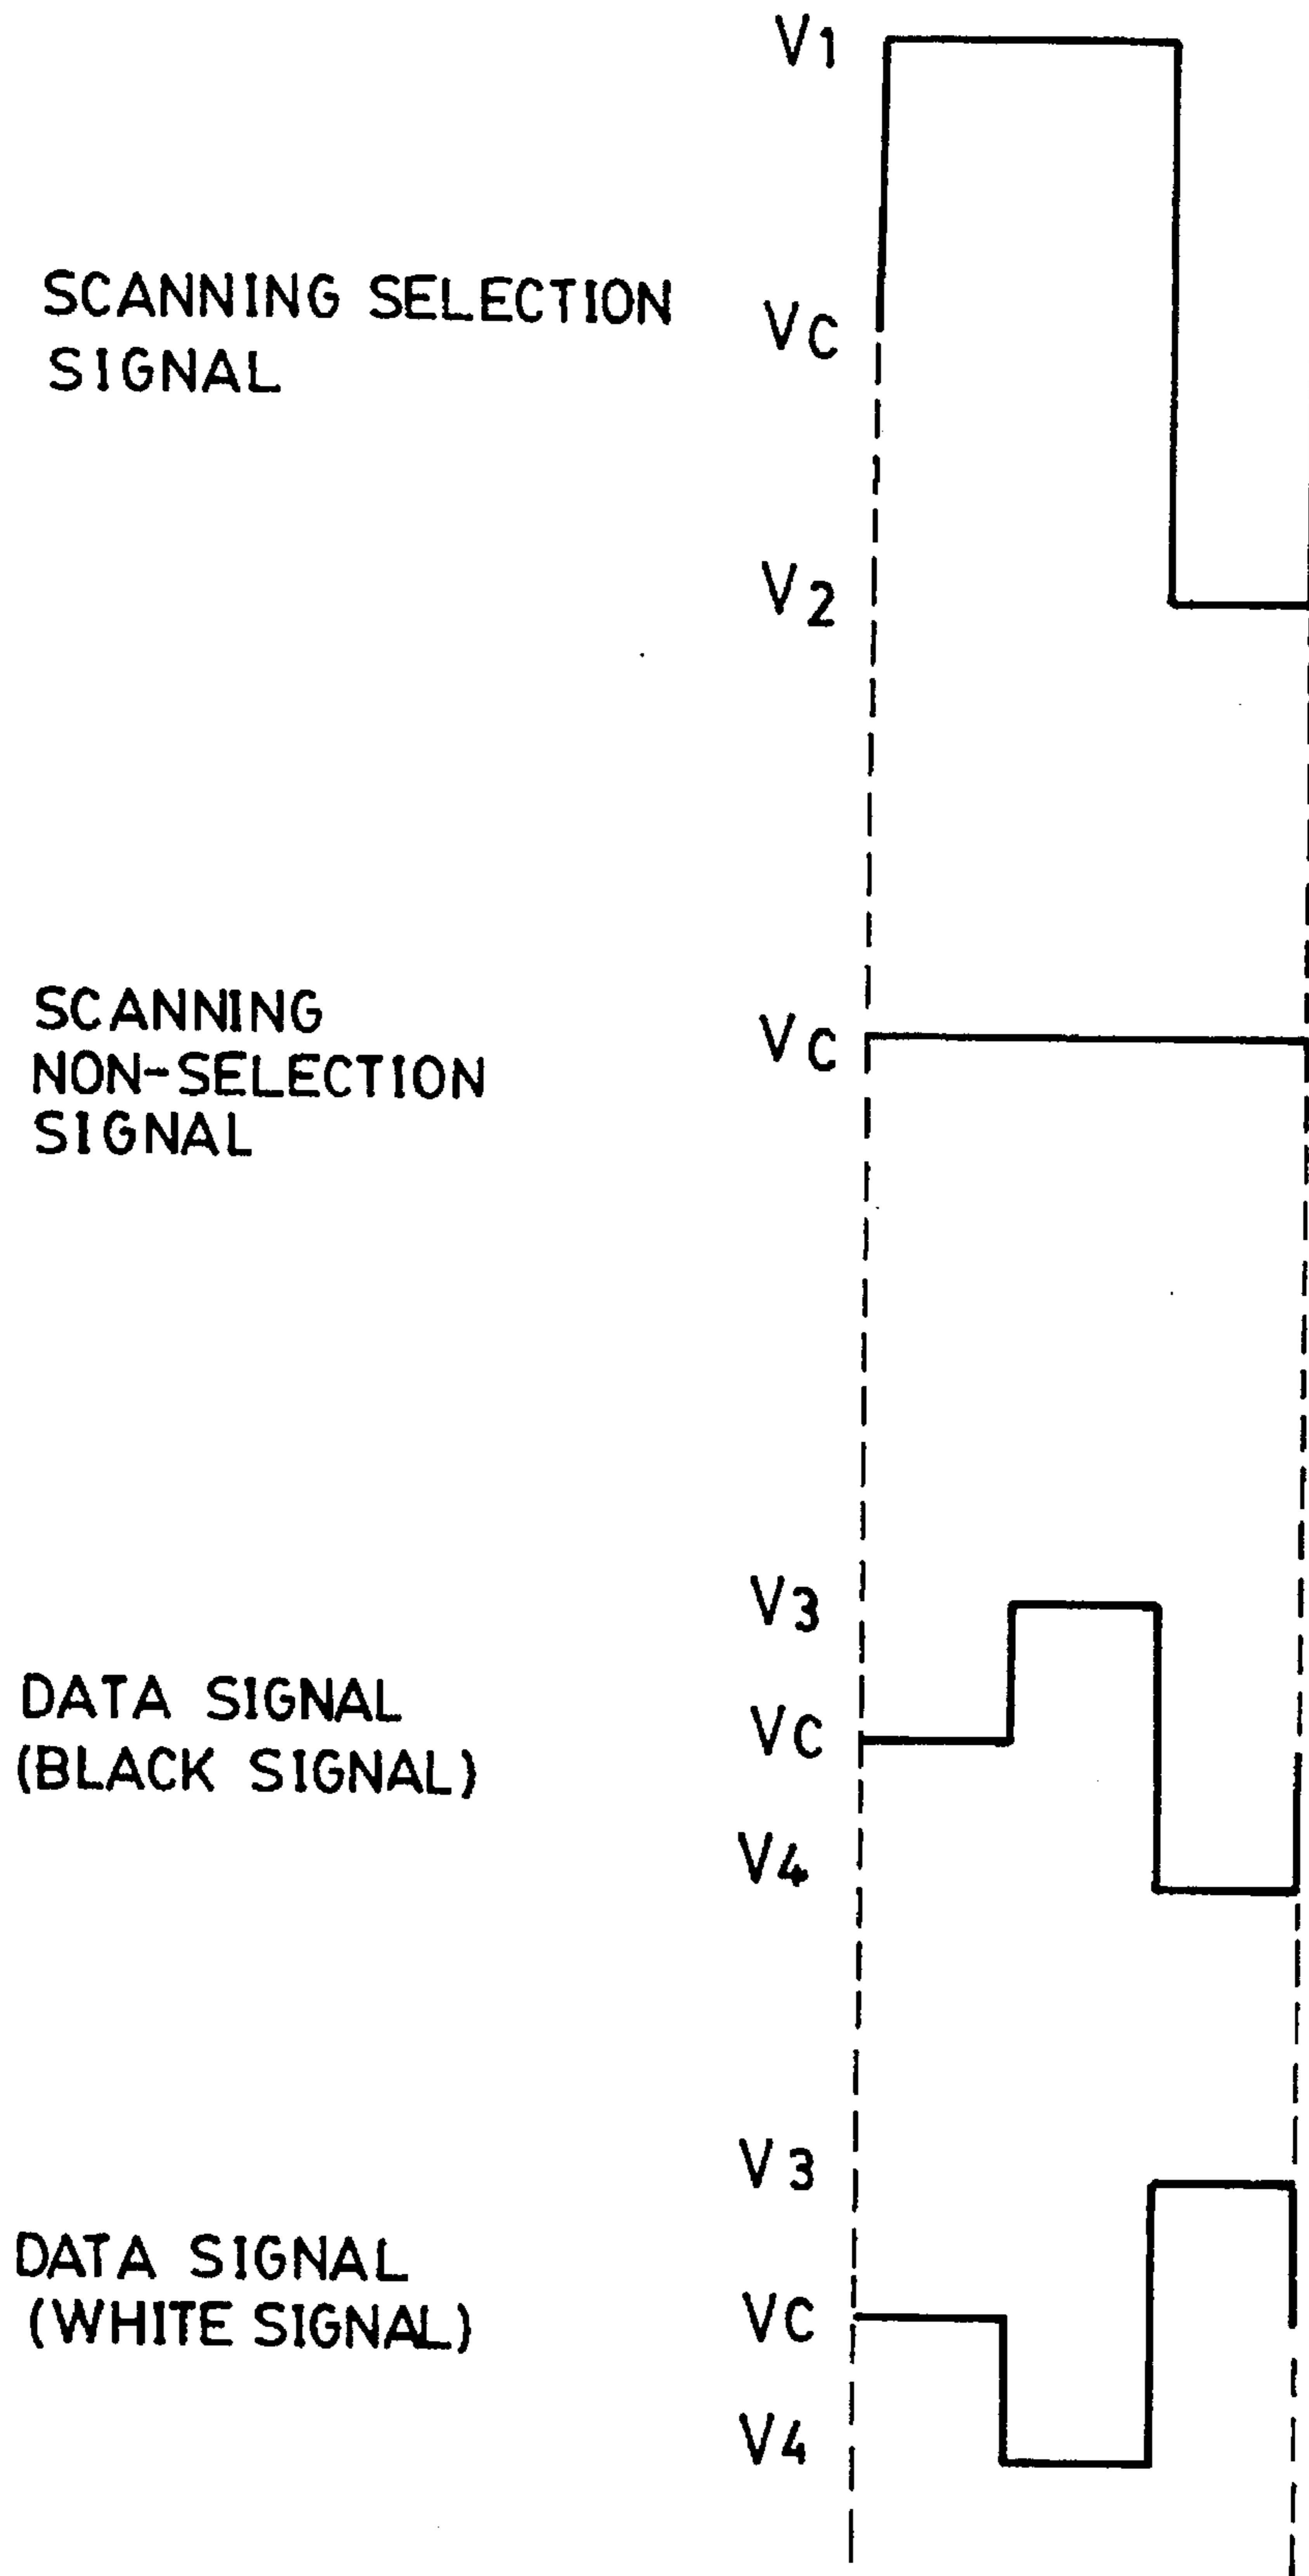 V1
SCANNING SELECTION
SIGNAL
VC
V2
SCANNING
NON-SELECTION
SIGNAL
VC
V3
DATA SIGNAL
(BLACK SIGNAL)
VC
V4
V3
DATA SIGNAL
(WHITE SIGNAL)
VC
V4